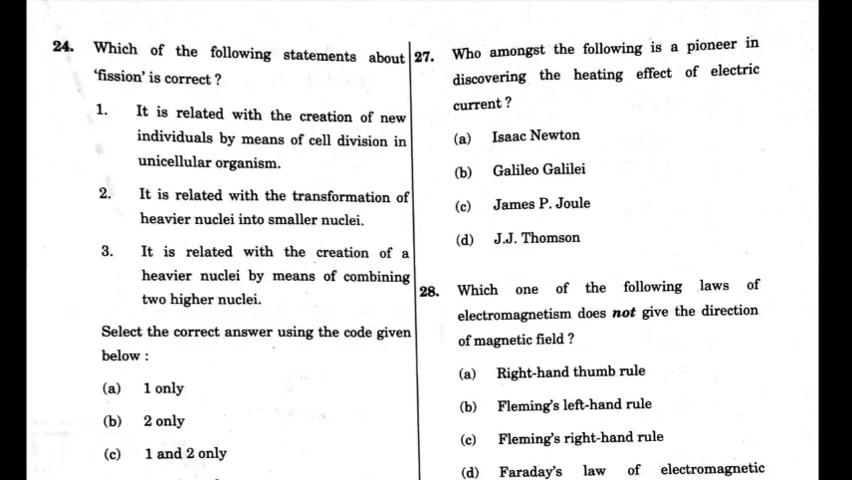 24. Which of the following statements about
'fission' is correct ?
1. It is related with the creation of new
individuals by means of cell division in
unicellular organism.
2. It is related with the transformation of
heavier nuclei into smaller nuclei.
3. It is related with the creation of a
heavier nuclei by means of combining
two higher nuclei.
Select the correct answer using the code given
below :
(a) 1 only
(b) 2 only
(c) 1 and 2 only
27. Who amongst the following is a pioneer in
discovering the heating effect of electric
current ?
(a) Isaac Newton
(b) Galileo Galilei
(c) James P. Joule
(d) J.J. Thomson
28. Which one of the following laws of
electromagnetism does not give the direction
of magnetic field ?
(a) Right-hand thumb rule
(b) Fleming's left-hand rule
(c) Fleming's right-hand rule
(d) Faraday's law of electromagnetic